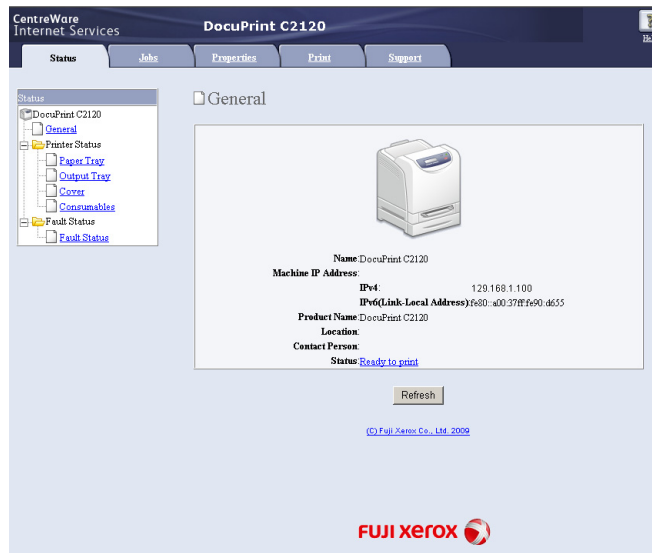 CentreWare
Internet Services
DocuPrint C2120
Status
Jobs
Properties
Print
Support
Status
DocuPrint C2120
General
Printer Status
Paper Tray
Output Tray
Cover
Consumables
Fault Status
Fault Status
General
Name:DocuPrint C2120
Machine IP Address:
IPv4: 129.168.1.100
IPv6(Link-Local Address):fe80::a00:37ff:fe90:d655
Product Name:DocuPrint C2120
Location:
Contact Person:
Status:Ready to print
Refresh
(C) Fuji Xerox Co., Ltd. 2009
FUJI xerox